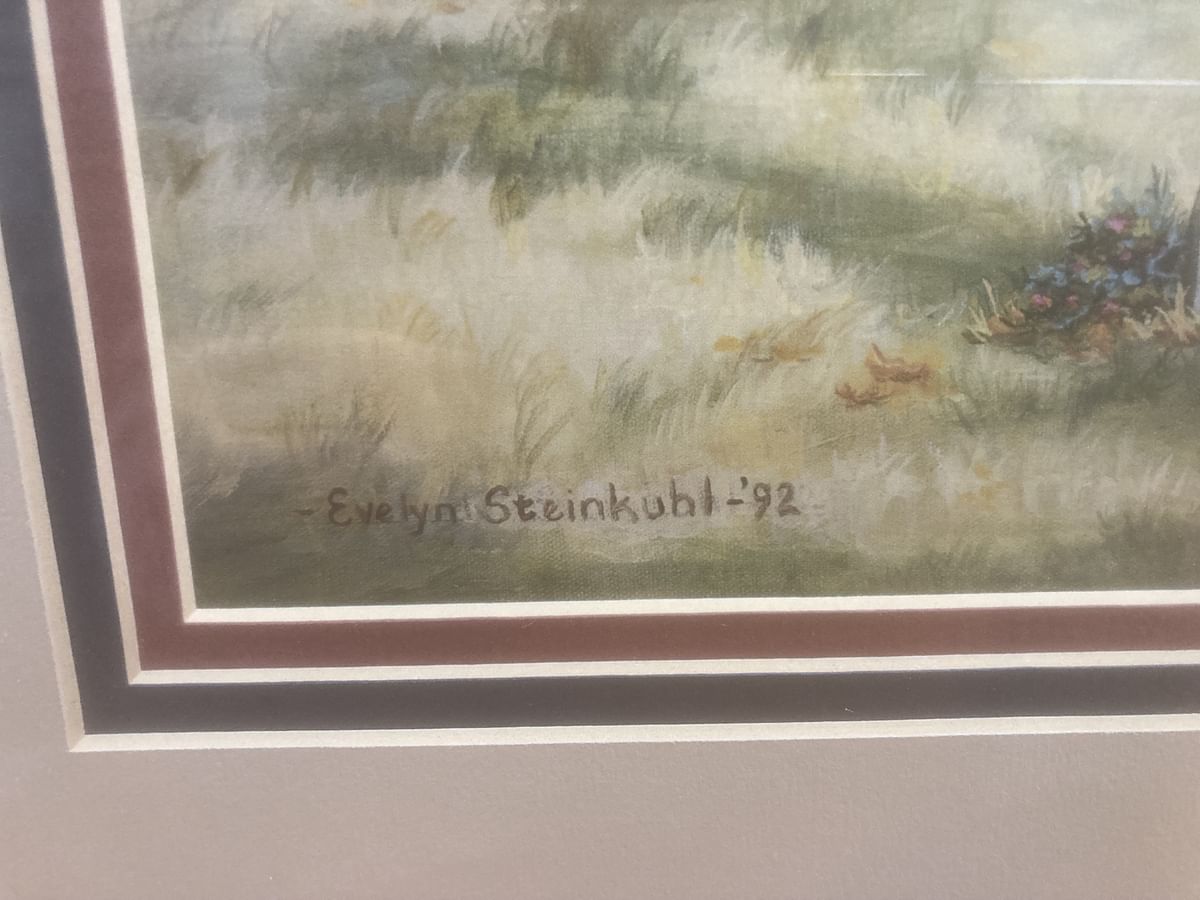 - Evelyn Steinkuhl - '92